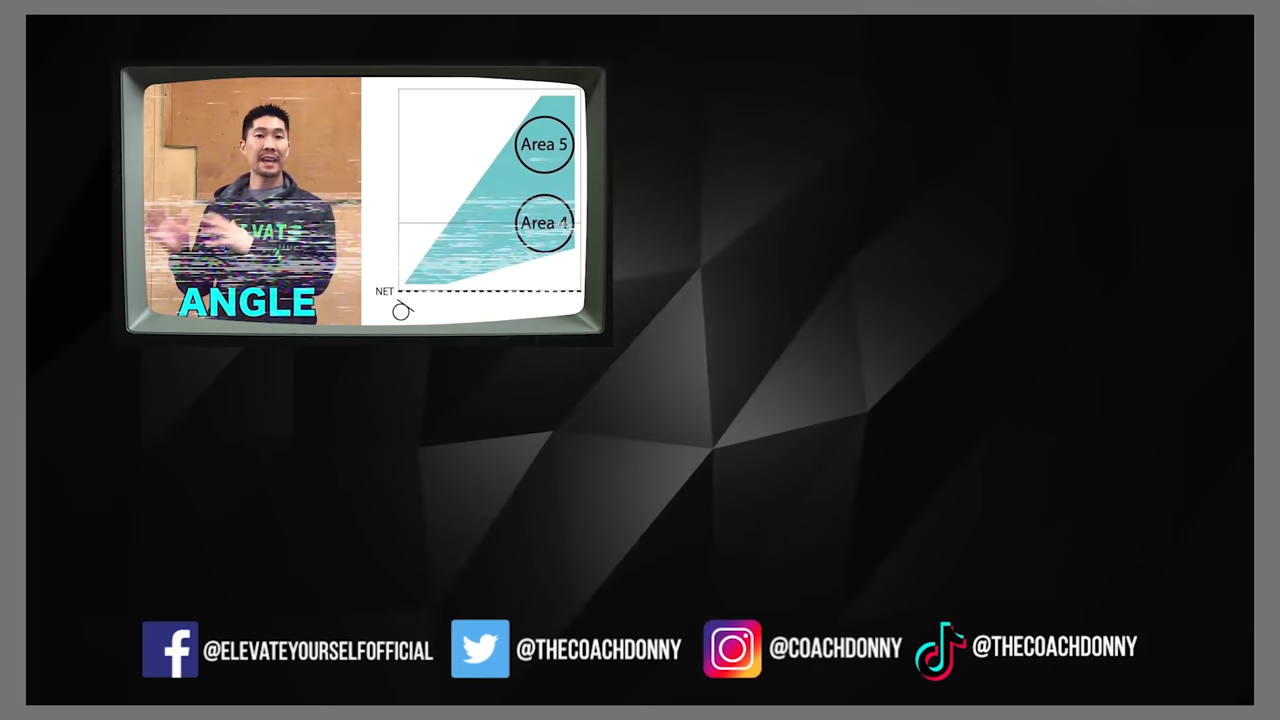 Area 5
Area 4
NET
ANGLE
@ELEVATEYOURSELFOFFICIAL
@THECOACHDONNY
@COACHDONNY
@THECOACHDONNY